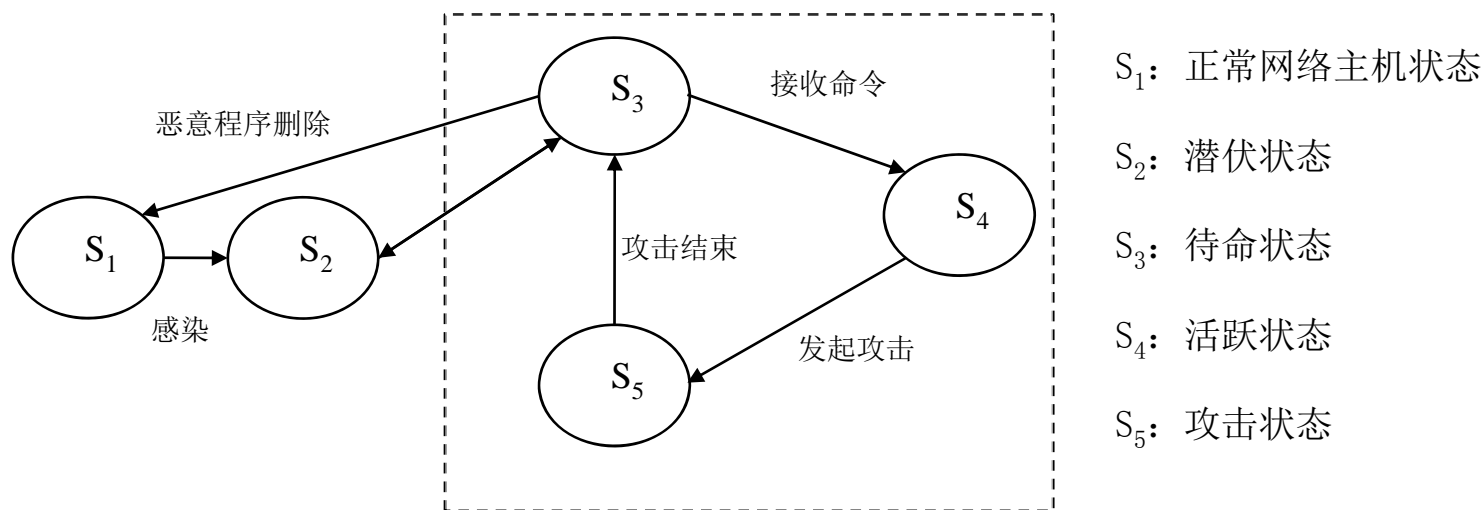 S₃
接收命令
恶意程序删除
S₄
S₁
S₂
攻击结束
感染
发起攻击
S₅
S₁: 正常网络主机状态
S₂: 潜伏状态
S₃: 待命状态
S₄: 活跃状态
S₅: 攻击状态